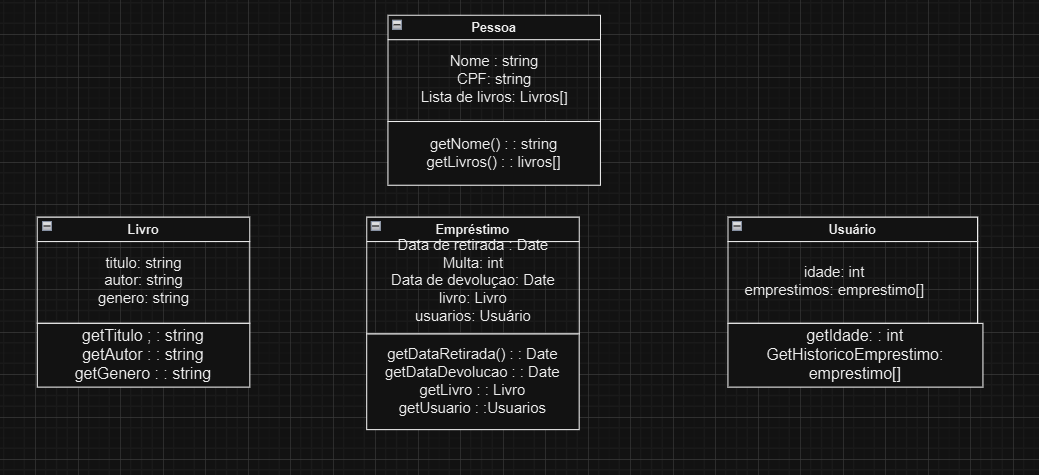 Pessoa
Nome : string
CPF: string
Lista de livros: Livros[]
getNome() : : string
getLivros() : : livros[]
Livro
titulo: string
autor: string
genero: string
getTitulo ; : string
getAutor : : string
getGenero : : string
Empréstimo
Data de retirada : Date
Multa: int
Data de devoluçao: Date
livro: Livro
usuarios: Usuário
getDataRetirada() : : Date
getDataDevolucao : : Date
getLivro : : Livro
getUsuario : :Usuarios
Usuário
idade: int
emprestimos: emprestimo[]
getIdade: : int
GetHistoricoEmprestimo:
emprestimo[]